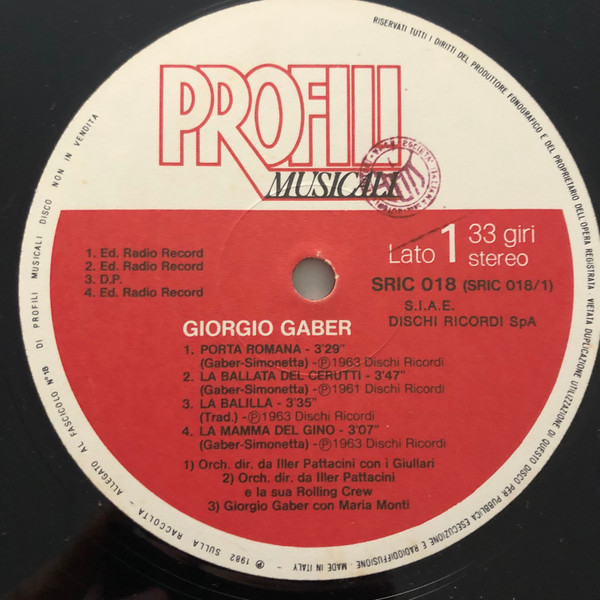 PROFILI
MUSICALI
Lato 1 33 giri
stereo
SRIC 018 (SRIC 018/1)
S.I.A.E.
DISCHI RICORDI SpA
1. Ed. Radio Record
2. Ed. Radio Record
3. D.P.
4. Ed. Radio Record
GIORGIO GABER
1. PORTA ROMANA - 3'29"
(Gaber-Simonetta) - Ⓟ1963 Dischi Ricordi
2. LA BALLATA DEL CERUTTI - 3'47"
(Gaber-Simonetta) - Ⓟ1961 Dischi Ricordi
3. LA BALILLA - 3'35"
(Trad.) - Ⓟ1963 Dischi Ricordi
4. LA MAMMA DEL GINO - 3'07"
(Gaber-Simonetta) - Ⓟ1963 Dischi Ricordi
1) Orch. dir. da Iller Pattacini con i Giullari
2) Orch. dir. da Iller Pattacini
e la sua Rolling Crew
3) Giorgio Gaber con Maria Monti
RISERVATI TUTTI I DIRITTI DEL PRODUTTORE FONOGRAFICO E DEL PROPRIETARIO DELL'OPERA REGISTRATA VIETATA DUPLICAZIONE UTILIZZAZIONE DI QUESTO DISCO PER PUBBLICA ESECUZIONE E RADIODIFFUSIONE · MADE IN ITALY · Ⓟ 1982 SULLA RACCOLTA - ALLEGATO AL FASCICOLO N° 18 DI PROFILI MUSICALI DISCO NON IN VENDITA